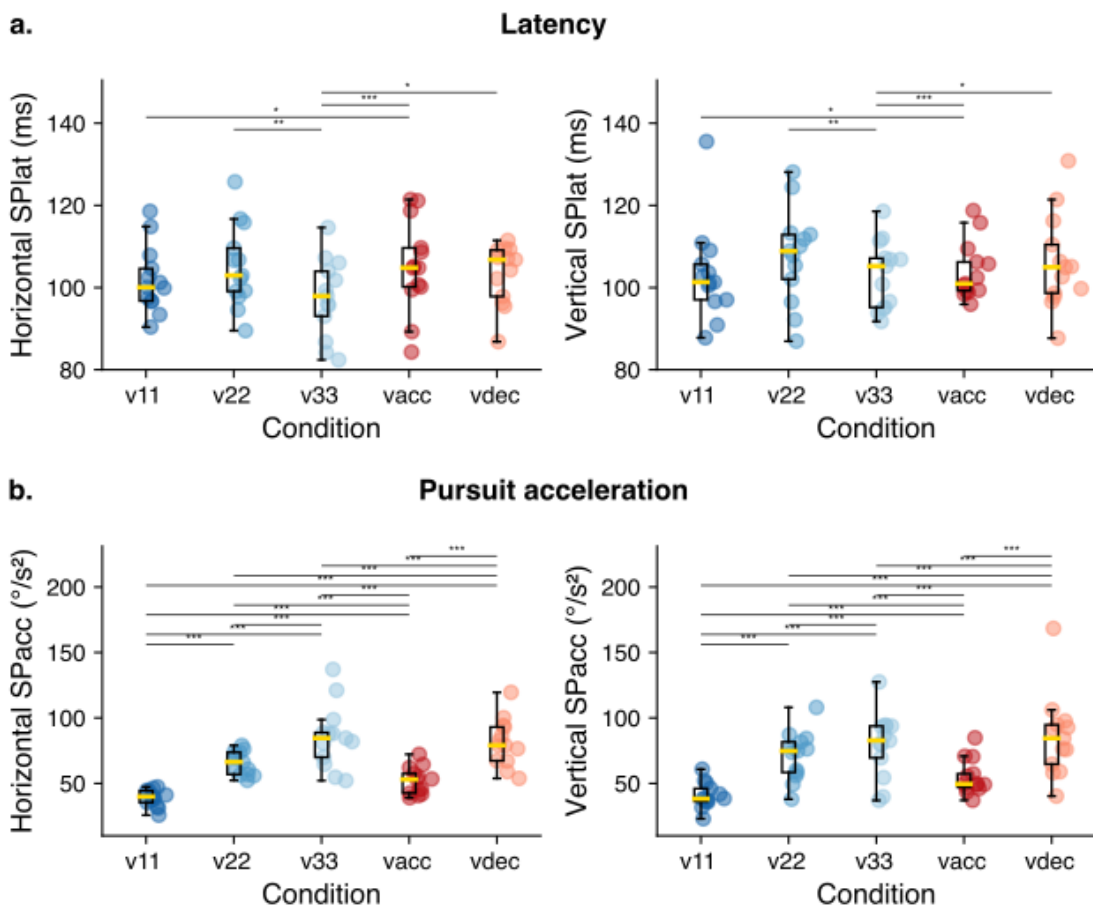 a.
Latency
Horizontal SPlat (ms)
140
120
100
80
* *** * **
v11 v22 v33 vacc vdec
Condition
Vertical SPlat (ms)
140
120
100
80
* *** * **
v11 v22 v33 vacc vdec
Condition
b.
Pursuit acceleration
Horizontal SPacc (°/s²)
200
150
100
50
***
***
***
***
***
***
***
***
***
v11 v22 v33 vacc vdec
Condition
Vertical SPacc (°/s²)
200
150
100
50
***
***
***
***
***
***
***
***
***
v11 v22 v33 vacc vdec
Condition